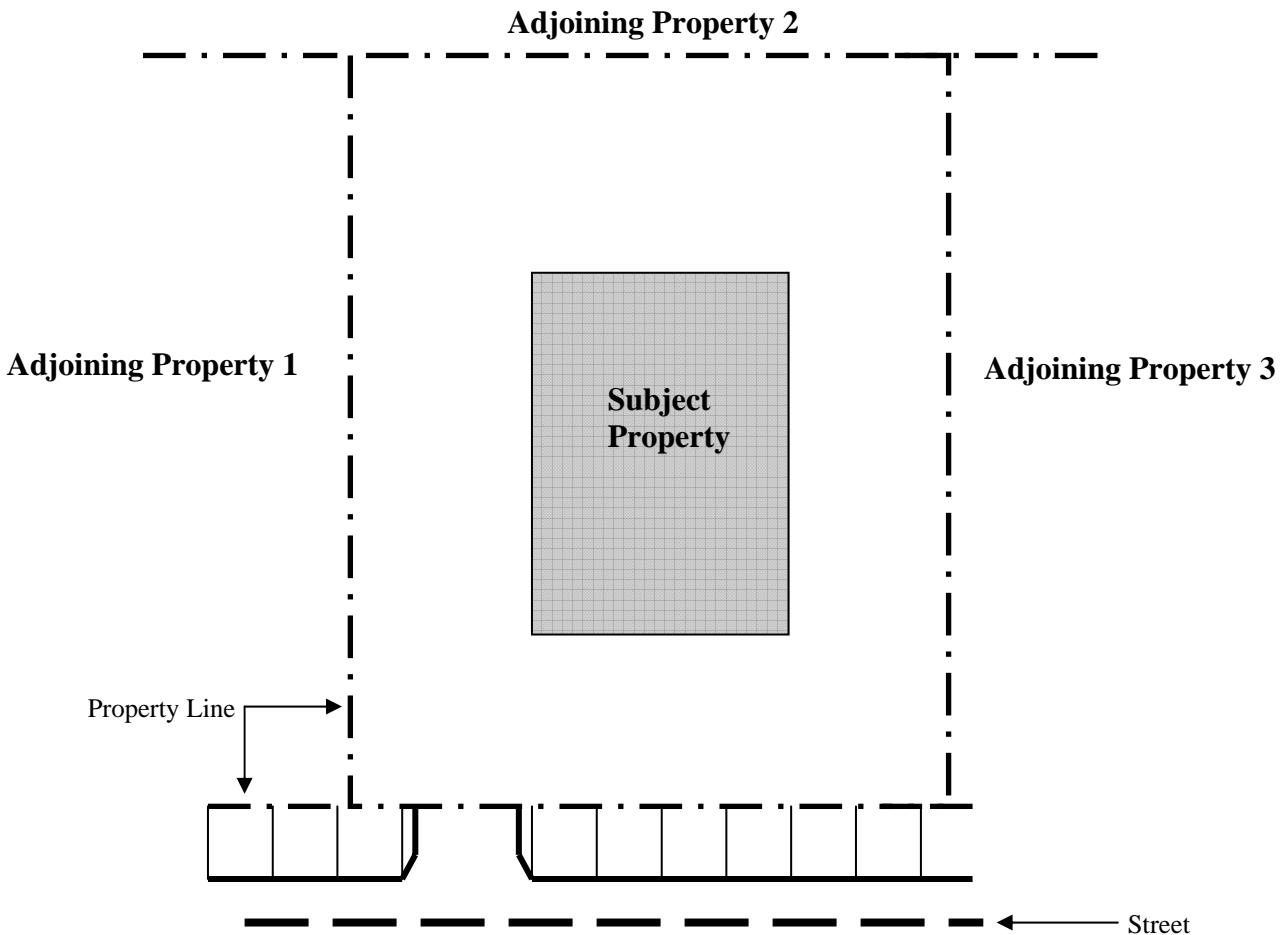 Adjoining Property 2
Adjoining Property 1
Adjoining Property 3
Subject
Property
Property Line
Street